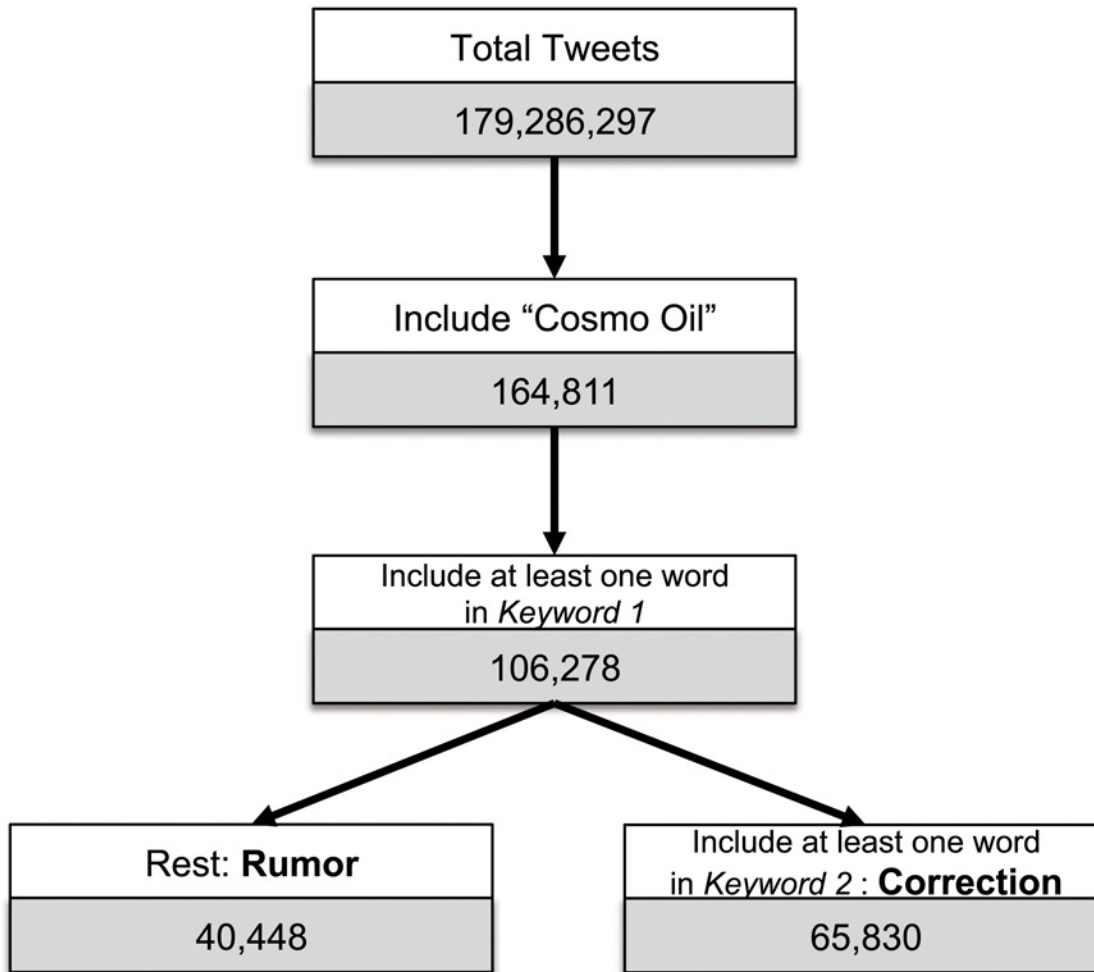 Total Tweets
179,286,297
Include “Cosmo Oil”
164,811
Include at least one word
in Keyword 1
106,278
Rest: Rumor
40,448
Include at least one word
in Keyword 2 : Correction
65,830